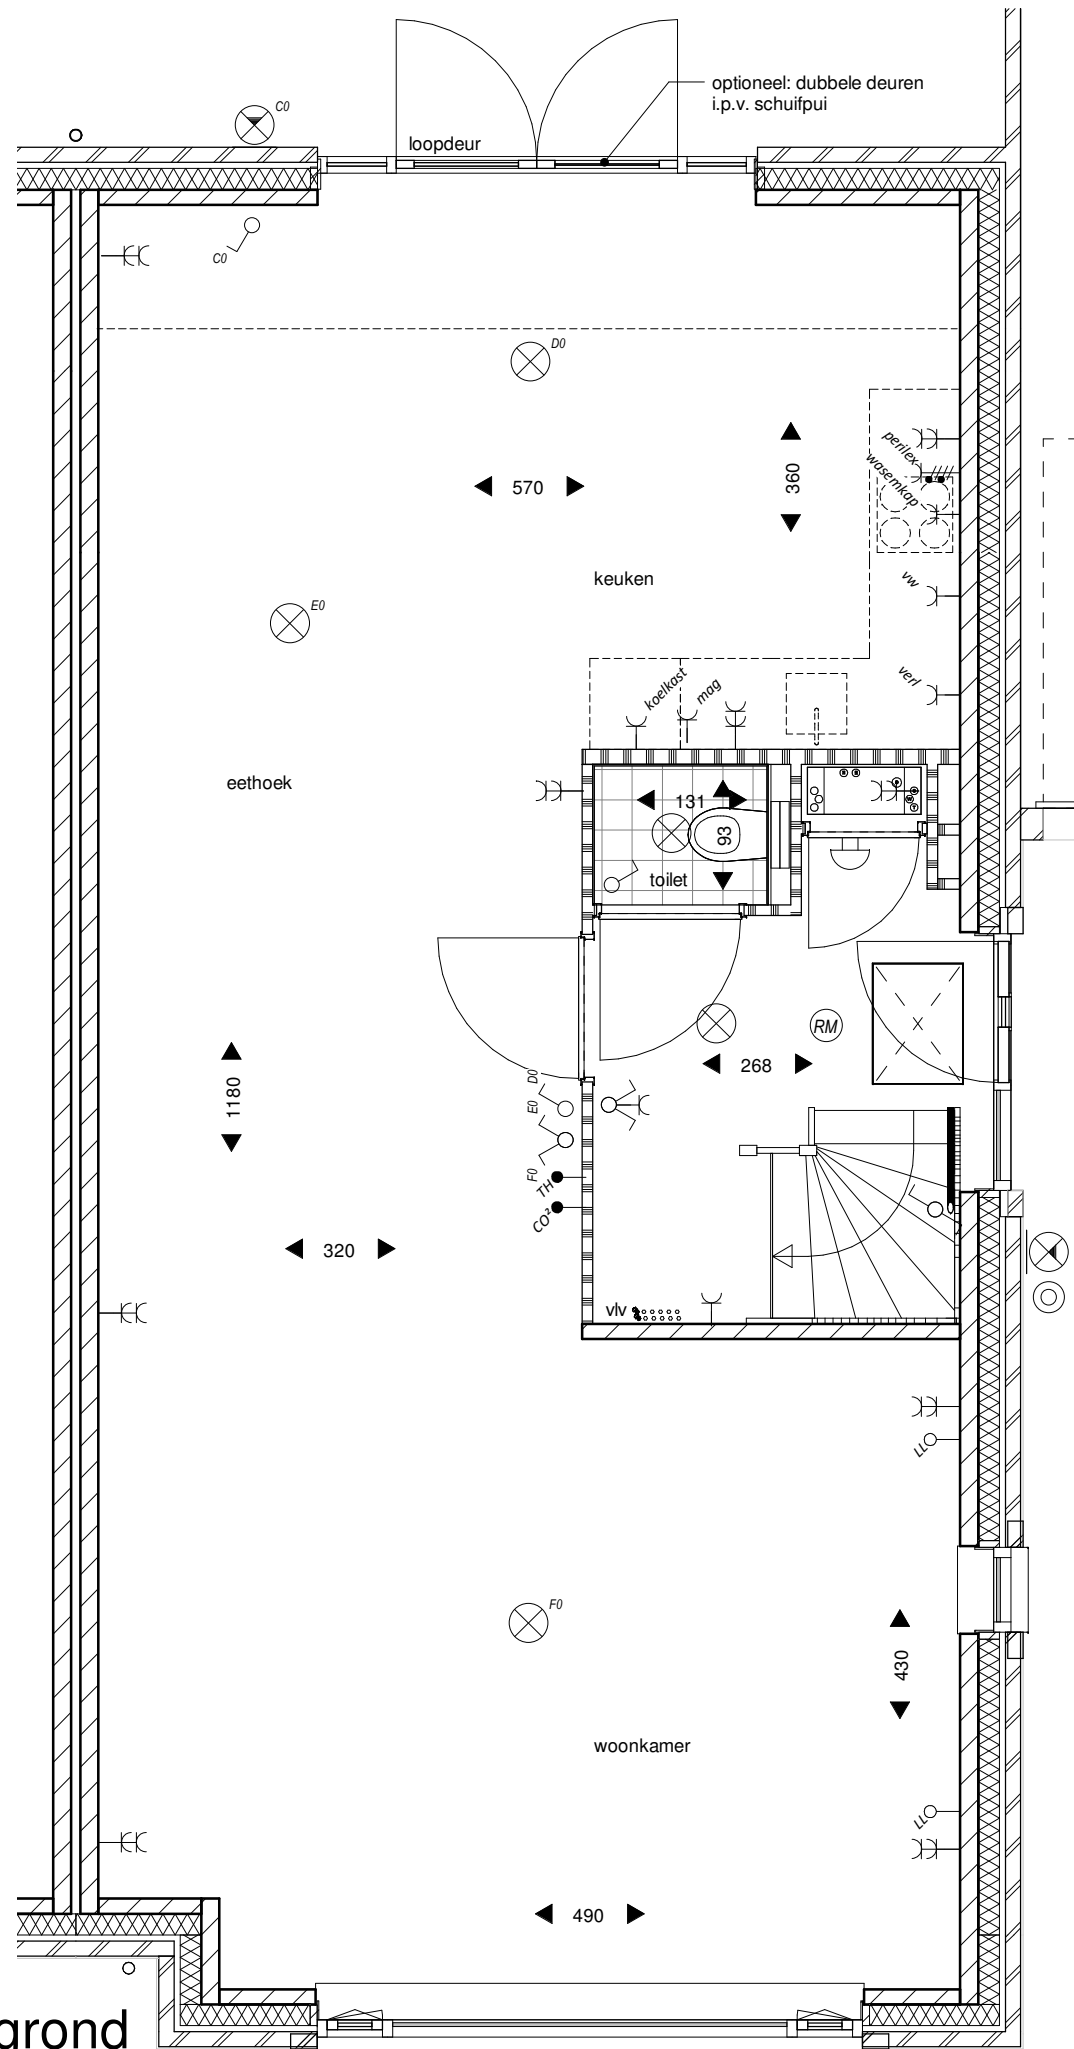 optioneel: dubbele deuren
i.p.v. schuifpui
C0
loopdeur
C0
D0
570
360
perilex
wasemkap
keuken
vw
E0
verl
koelkast
mag
eethoek
131
93
toilet
RM
268
D0
E0
1180
F0
TH
CO²
320
vlv
LL
F0
430
woonkamer
LL
490
grond